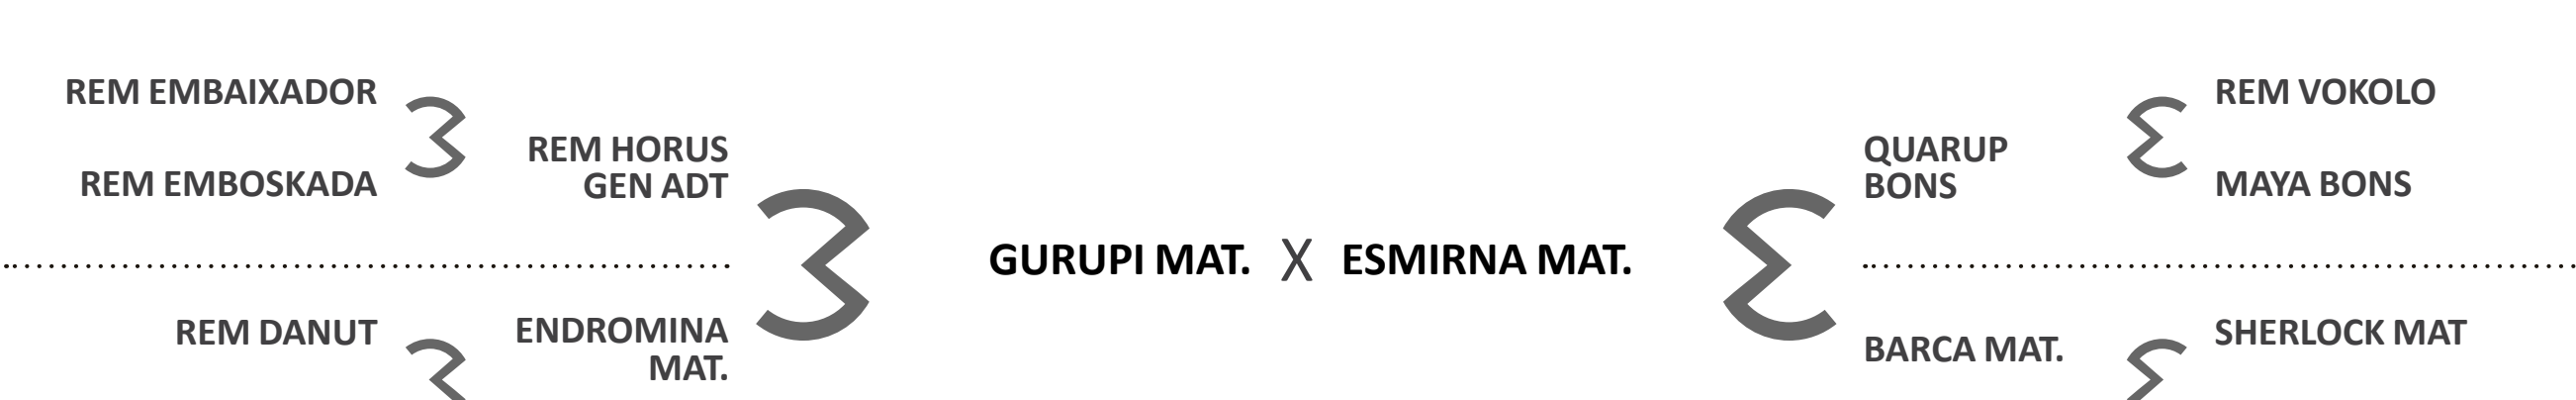 REM EMBAIXADOR
REM EMBOSKADA
REM HORUS
GEN ADT
REM DANUT
ENDROMINA
MAT.
GURUPI MAT. X ESMIRNA MAT.
QUARUP
BONS
REM VOKOLO
MAYA BONS
BARCA MAT.
SHERLOCK MAT